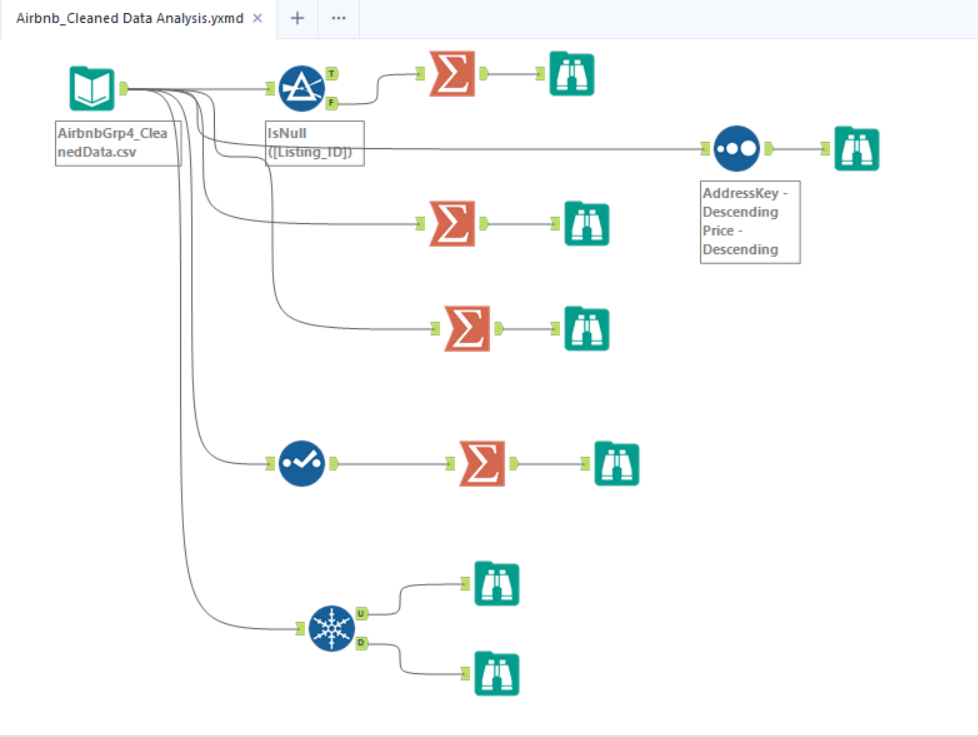 Airbnb_Cleaned Data Analysis.yxmd
T
F
AirbnbGrp4_Clea
nedData.csv
IsNull
([Listing_ID])
AddressKey -
Descending
Price -
Descending
U
D